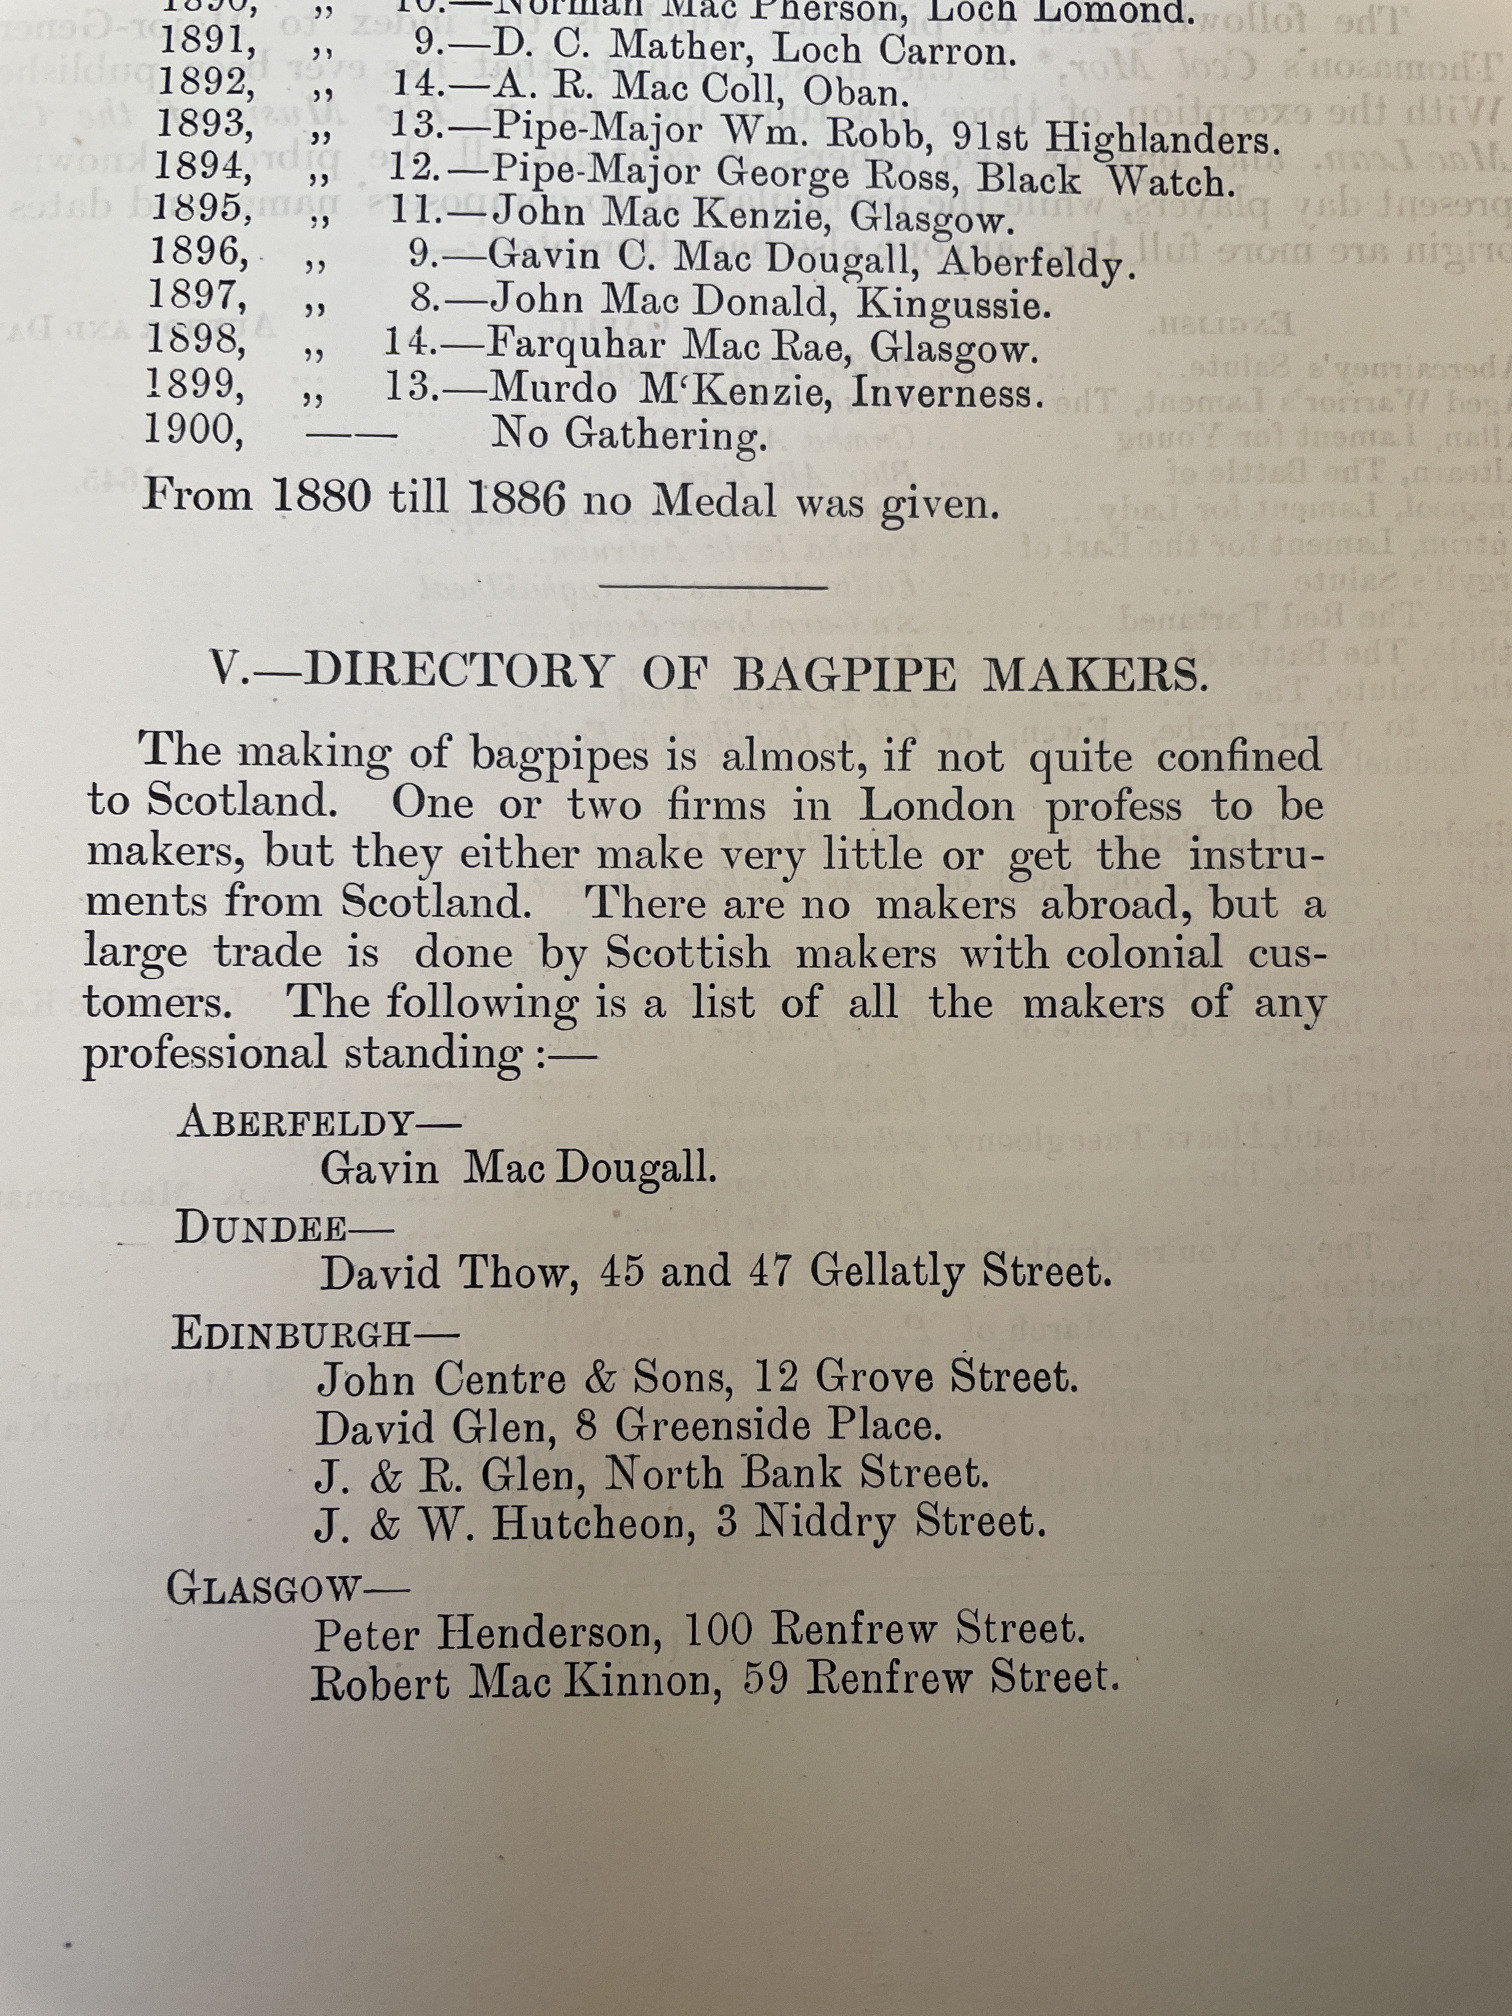 1890, ,, 10.—Norman Mac Pherson, Loch Lomond.
1891, ,, 9.—D. C. Mather, Loch Carron.
1892, ,, 14.—A. R. Mac Coll, Oban.
1893, ,, 13.—Pipe-Major Wm. Robb, 91st Highlanders.
1894, ,, 12.—Pipe-Major George Ross, Black Watch.
1895, ,, 11.—John Mac Kenzie, Glasgow.
1896, ,, 9.—Gavin C. Mac Dougall, Aberfeldy.
1897, ,, 8.—John Mac Donald, Kingussie.
1898, ,, 14.—Farquhar Mac Rae, Glasgow.
1899, ,, 13.—Murdo M‘Kenzie, Inverness.
1900, —— No Gathering.
From 1880 till 1886 no Medal was given.
V.—DIRECTORY OF BAGPIPE MAKERS.
The making of bagpipes is almost, if not quite confined
to Scotland. One or two firms in London profess to be
makers, but they either make very little or get the instru-
ments from Scotland. There are no makers abroad, but a
large trade is done by Scottish makers with colonial cus-
tomers. The following is a list of all the makers of any
professional standing :—
ABERFELDY—
Gavin Mac Dougall.
DUNDEE—
David Thow, 45 and 47 Gellatly Street.
EDINBURGH—
John Centre & Sons, 12 Grove Street.
David Glen, 8 Greenside Place.
J. & R. Glen, North Bank Street.
J. & W. Hutcheon, 3 Niddry Street.
GLASGOW—
Peter Henderson, 100 Renfrew Street.
Robert Mac Kinnon, 59 Renfrew Street.